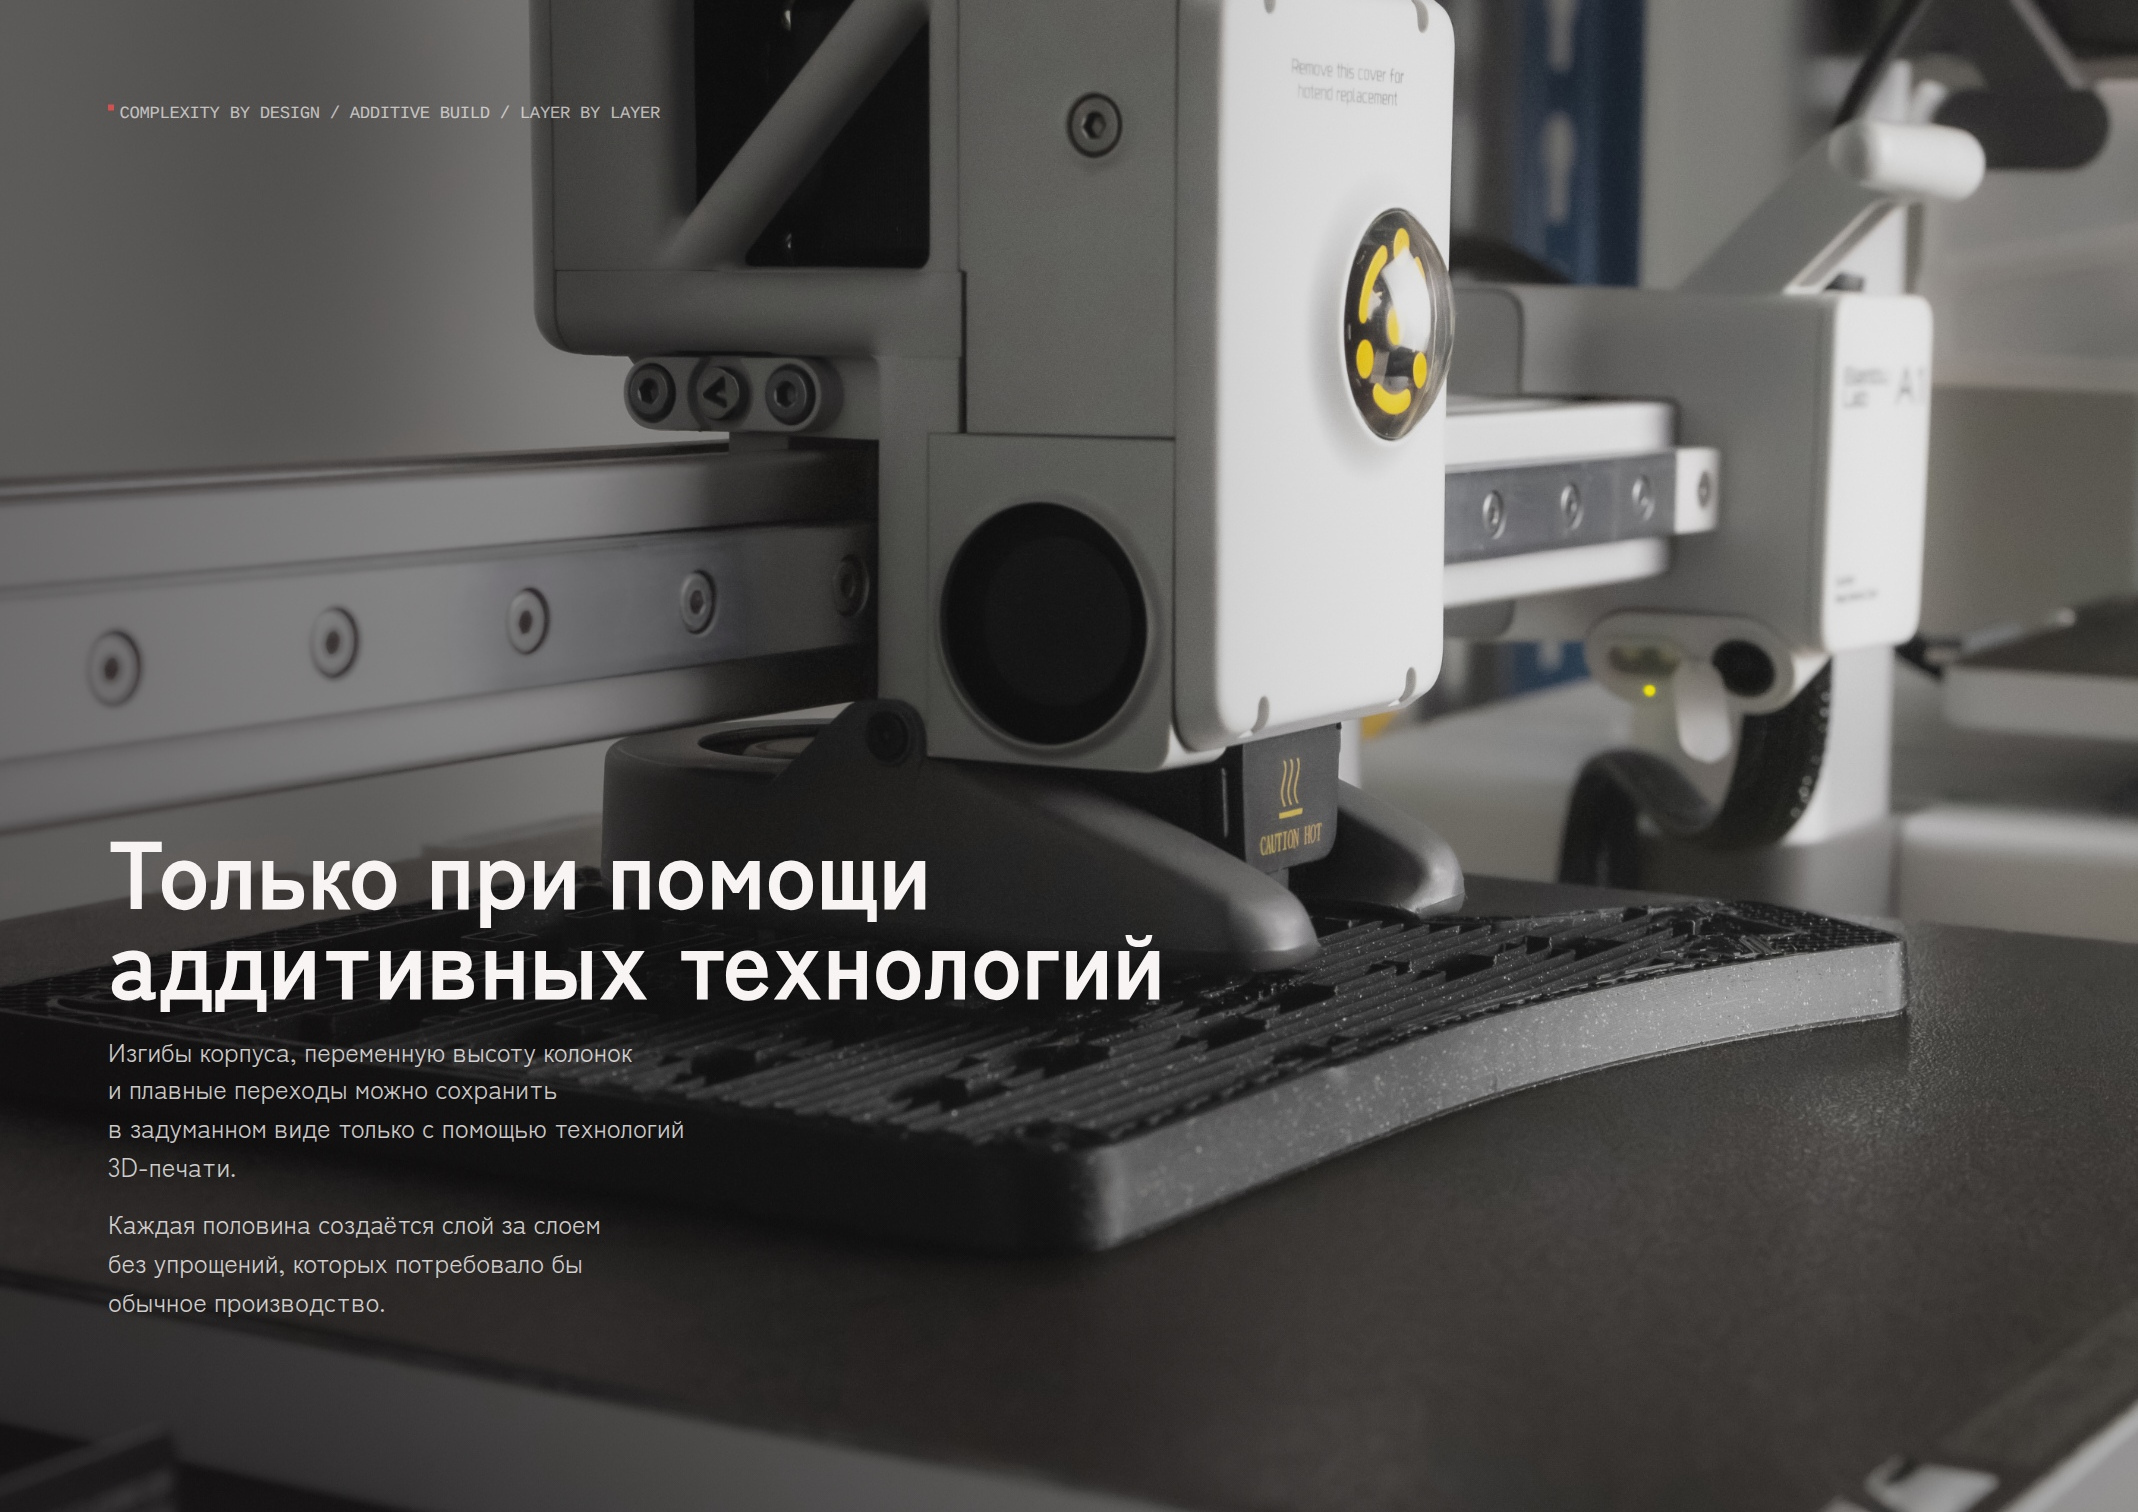 COMPLEXITY BY DESIGN / ADDITIVE BUILD / LAYER BY LAYER
Remove this cover for
hotend replacement
A1
CAUTION HOT
Только при помощи
аддитивных технологий
Изгибы корпуса, переменную высоту колонок
и плавные переходы можно сохранить
в задуманном виде только с помощью технологий
3D-печати.
Каждая половина создаётся слой за слоем
без упрощений, которых потребовало бы
обычное производство.